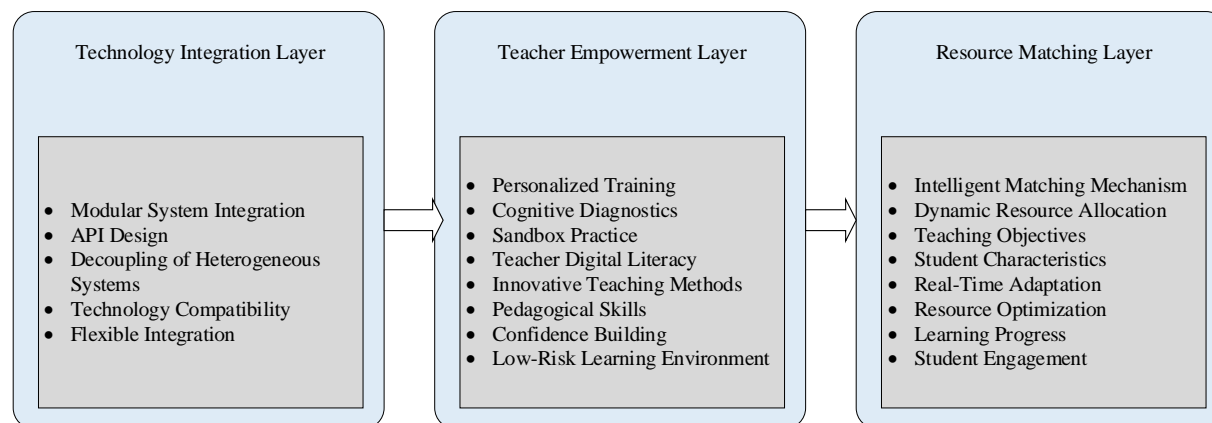 Technology Integration Layer
• Modular System Integration
• API Design
• Decoupling of Heterogeneous
Systems
• Technology Compatibility
• Flexible Integration
Teacher Empowerment Layer
• Personalized Training
• Cognitive Diagnostics
• Sandbox Practice
• Teacher Digital Literacy
• Innovative Teaching Methods
• Pedagogical Skills
• Confidence Building
• Low-Risk Learning Environment
Resource Matching Layer
• Intelligent Matching Mechanism
• Dynamic Resource Allocation
• Teaching Objectives
• Student Characteristics
• Real-Time Adaptation
• Resource Optimization
• Learning Progress
• Student Engagement